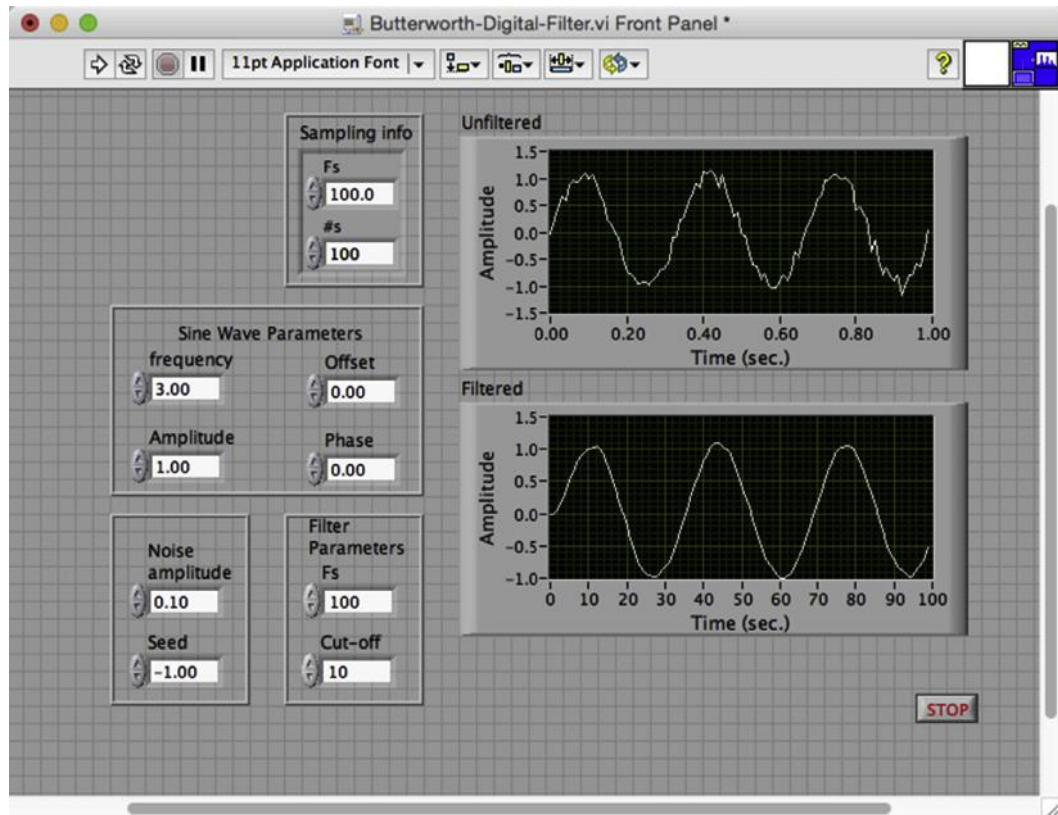 Butterworth-Digital-Filter.vi Front Panel *
11pt Application Font
?
Sampling info
Fs
100.0
#s
100
Sine Wave Parameters
frequency
3.00
Offset
0.00
Amplitude
1.00
Phase
0.00
Noise
amplitude
0.10
Seed
-1.00
Filter
Parameters
Fs
100
Cut-off
10
Unfiltered
Amplitude
1.5
1.0
0.5
0.0
-0.5
-1.0
-1.5
0.00 0.20 0.40 0.60 0.80 1.00
Time (sec.)
Filtered
Amplitude
1.5
1.0
0.5
0.0
-0.5
-1.0
0 10 20 30 40 50 60 70 80 90 100
Time (sec.)
STOP